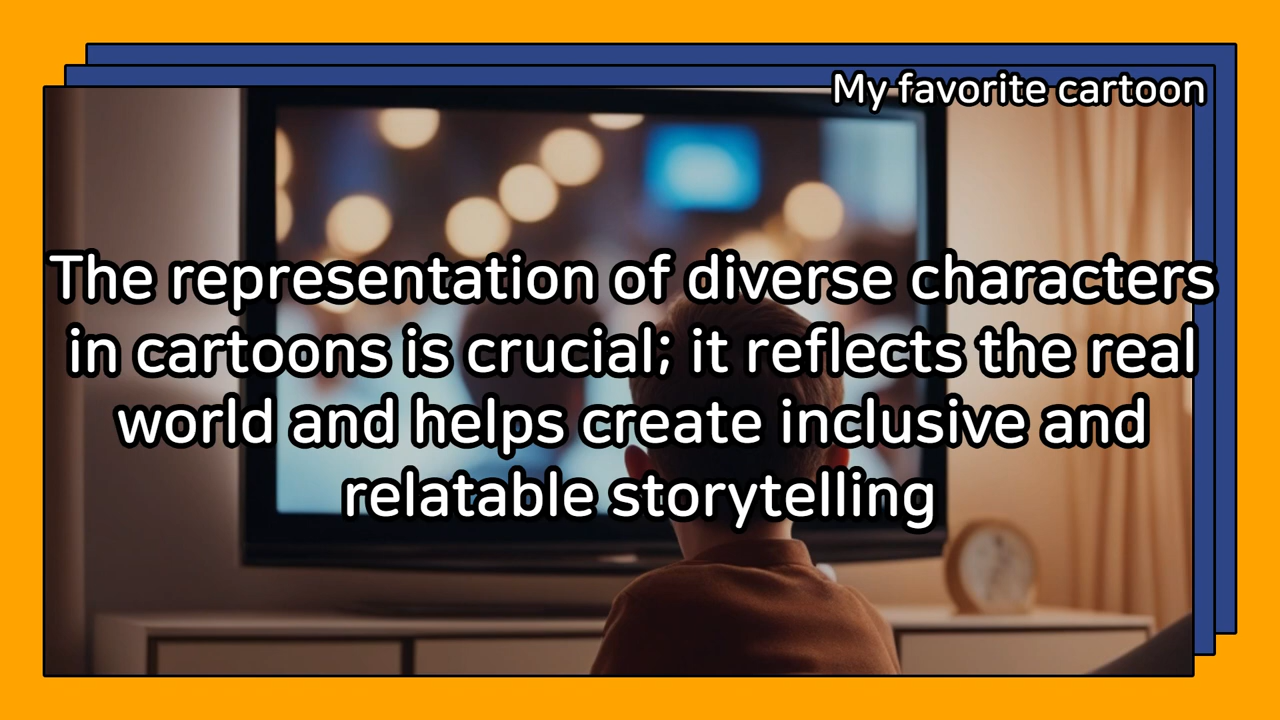 My favorite cartoon
The representation of diverse characters
in cartoons is crucial; it reflects the real
world and helps create inclusive and
relatable storytelling